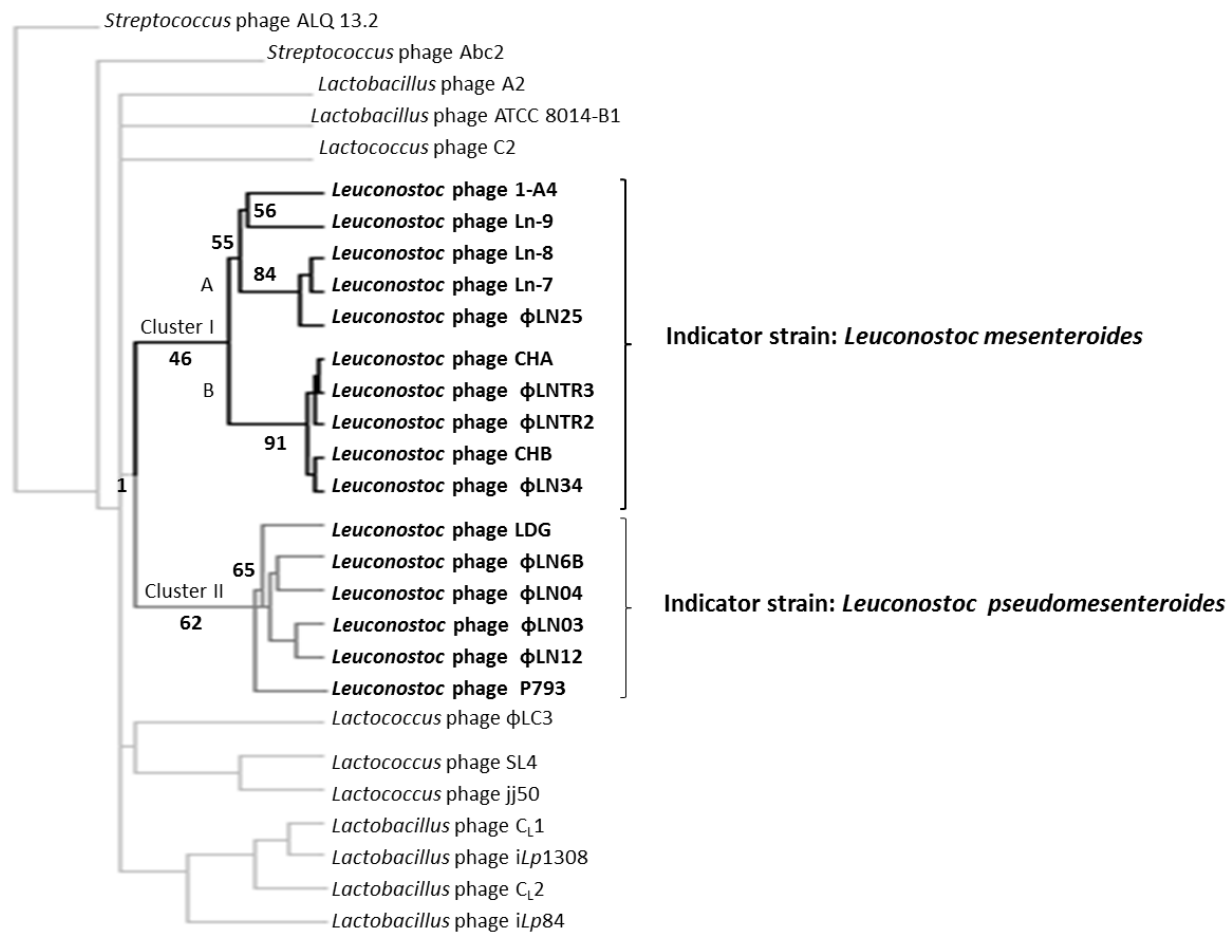 Streptococcus phage ALQ 13.2
Streptococcus phage Abc2
Lactobacillus phage A2
Lactobacillus phage ATCC 8014-B1
Lactococcus phage C2
Leuconostoc phage 1-A4
56
Leuconostoc phage Ln-9
55
Leuconostoc phage Ln-8
84
A
Leuconostoc phage Ln-7
Leuconostoc phage ϕLN25
Cluster I
Indicator strain: Leuconostoc mesenteroides
46
Leuconostoc phage CHA
B
Leuconostoc phage ϕLNTR3
Leuconostoc phage ϕLNTR2
91
Leuconostoc phage CHB
1
Leuconostoc phage ϕLN34
Leuconostoc phage LDG
65
Leuconostoc phage ϕLN6B
Cluster II
Leuconostoc phage ϕLN04
Indicator strain: Leuconostoc pseudomesenteroides
62
Leuconostoc phage ϕLN03
Leuconostoc phage ϕLN12
Leuconostoc phage P793
Lactococcus phage ϕLC3
Lactococcus phage SL4
Lactococcus phage jj50
Lactobacillus phage CL1
Lactobacillus phage iLp1308
Lactobacillus phage CL2
Lactobacillus phage iLp84